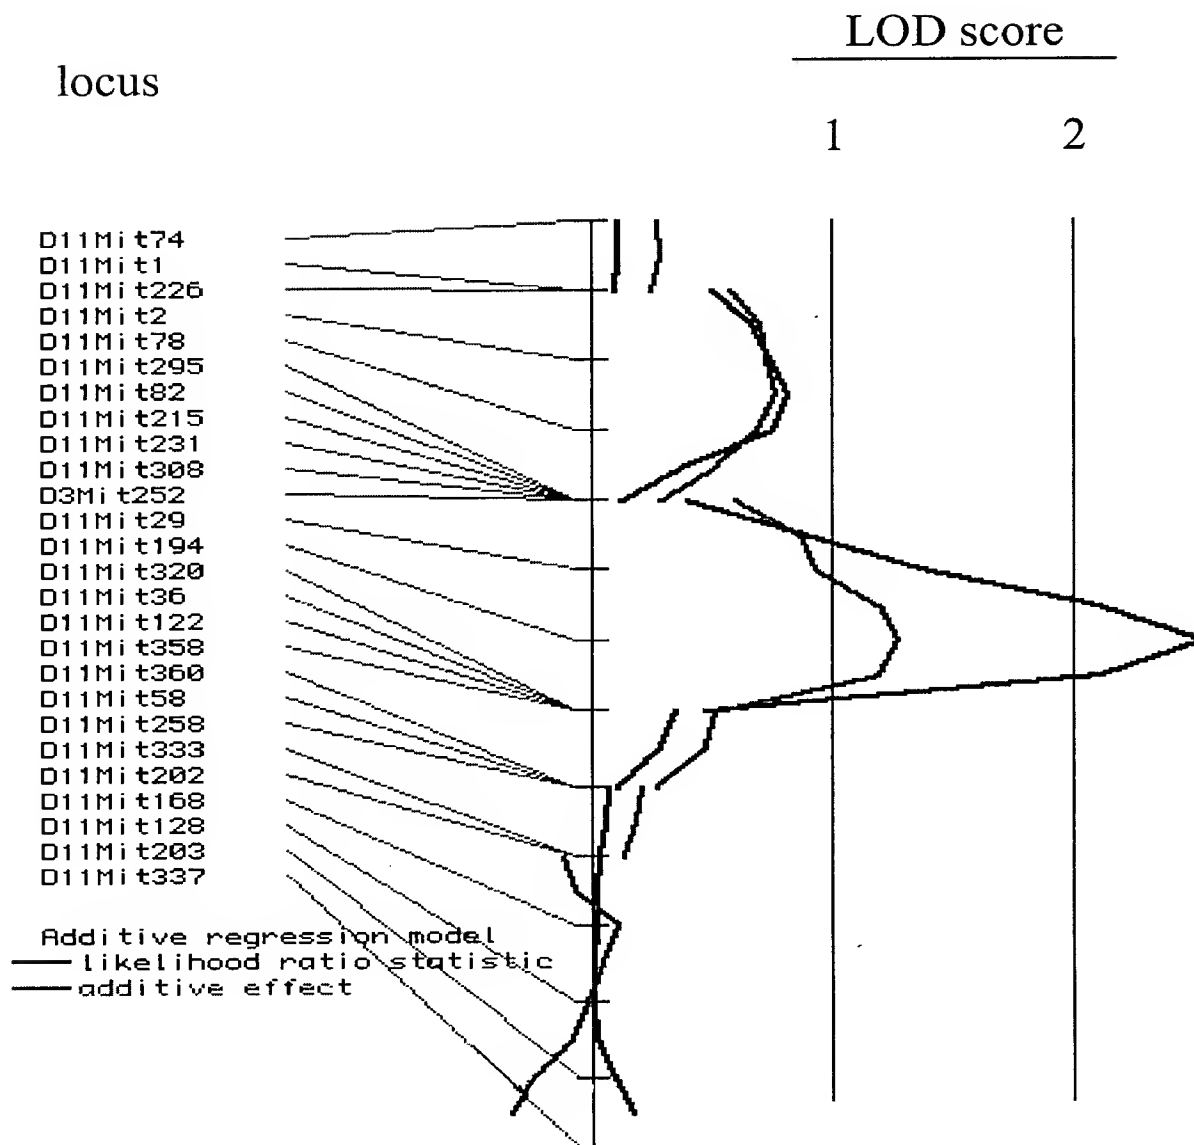 LOD score
locus
1 2
D11Mit74
D11Mit1
D11Mit226
D11Mit2
D11Mit78
D11Mit295
D11Mit82
D11Mit215
D11Mit231
D11Mit308
D3Mit252
D11Mit29
D11Mit194
D11Mit320
D11Mit36
D11Mit122
D11Mit358
D11Mit360
D11Mit58
D11Mit258
D11Mit333
D11Mit202
D11Mit168
D11Mit128
D11Mit203
D11Mit337
Additive regression model
likelihood ratio statistic
additive effect